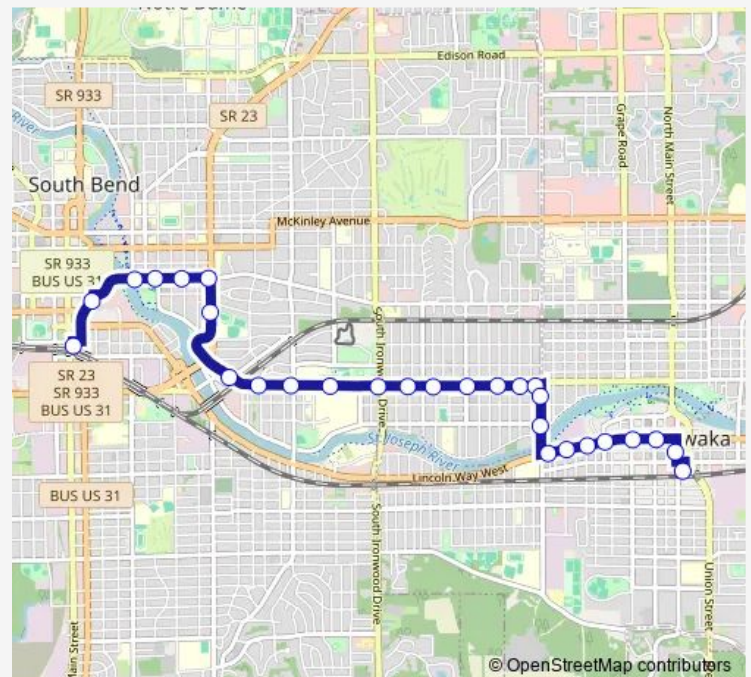 Notre Dame
Edison Road
SR 933
SR 23
Grape Road
North Main Street
River
South Bend
McKinley Avenue
SR 933
BUS US 31
South Ironwood Drive
SR 23
SR 933
BUS US 31
waka
St Joseph River
Lincoln Way West
BUS US 31
South Ironwood Drive
Union Street
Main Street
© OpenStreetMap contributors